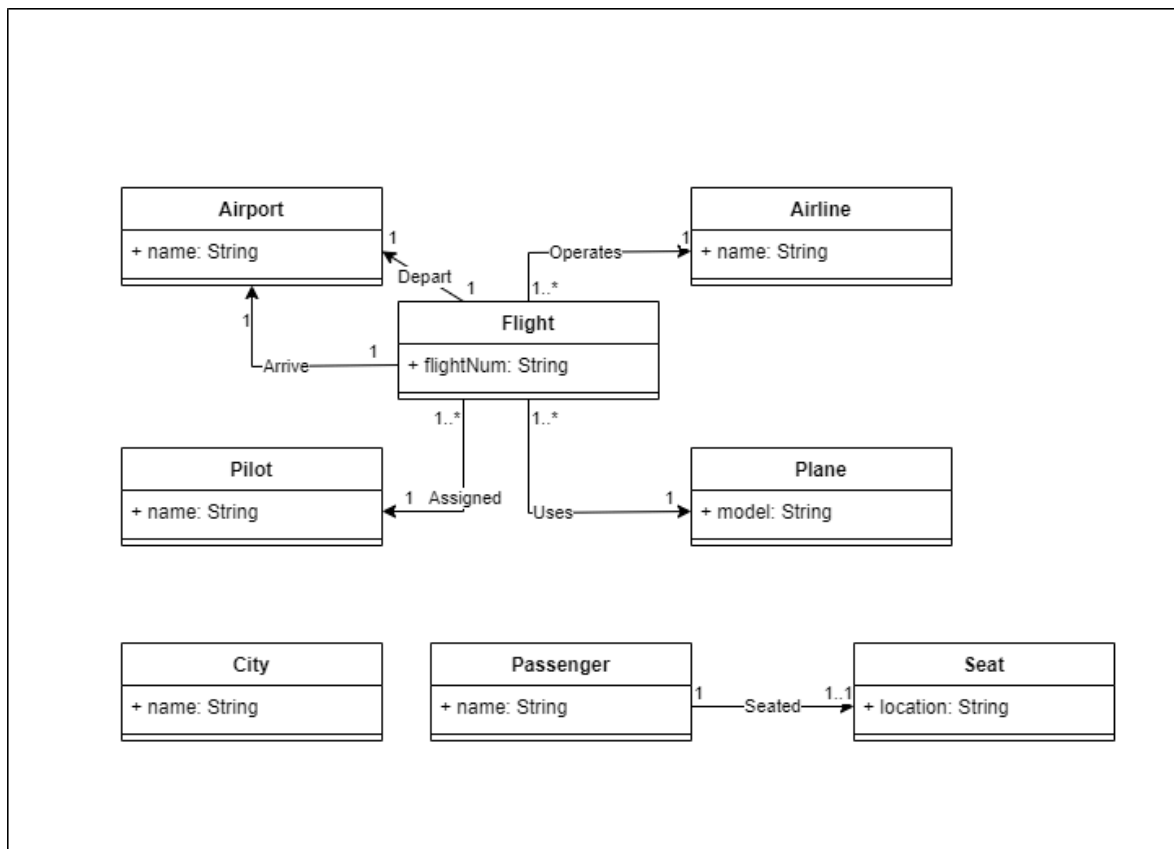 Airport
+ name: String
Airline
+ name: String
1
Depart
1
Operates
1
1..*
1
Arrive
1
Flight
+ flightNum: String
1..*
1..*
Pilot
+ name: String
1
Assigned
Uses
1
Plane
+ model: String
City
+ name: String
Passenger
+ name: String
1
Seated
1..1
Seat
+ location: String